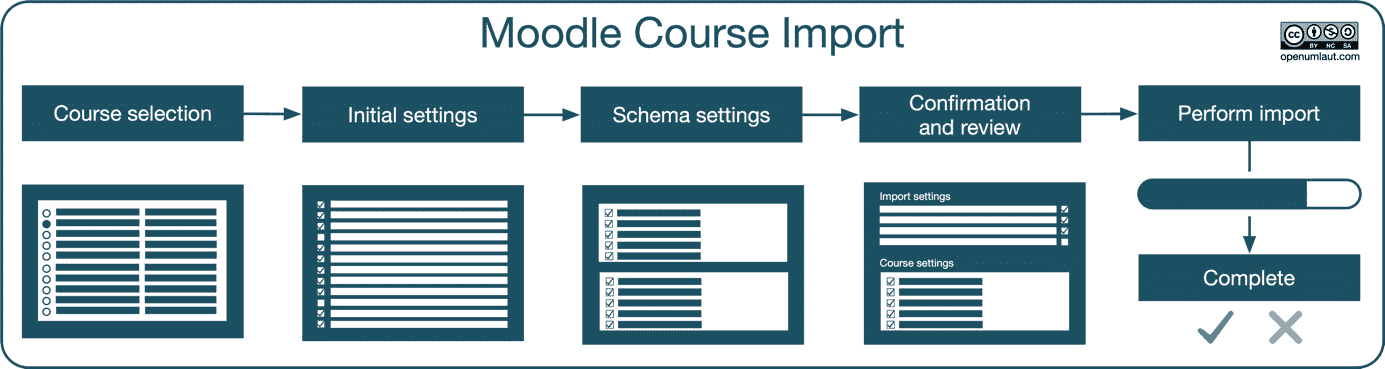 Moodle Course Import
cc
BY NC SA
openumlaut.com
Course selection
Initial settings
Schema settings
Confirmation
and review
Perform import
Import settings
Course settings
Complete